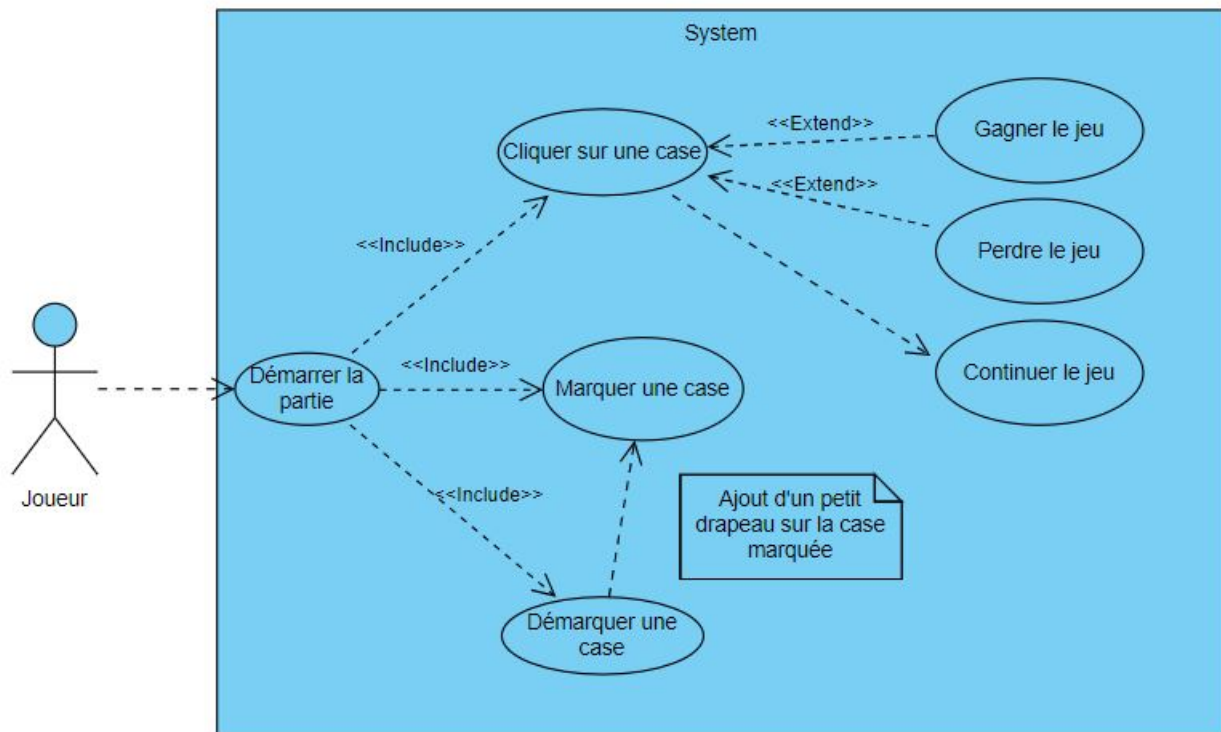 System
Cliquer sur une case
<<Extend>>
Gagner le jeu
<<Extend>>
Perdre le jeu
<<Include>>
Continuer le jeu
Joueur
Démarrer la
partie
<<Include>>
Marquer une case
<<Include>>
Ajout d'un petit
drapeau sur la case
marquée
Démarquer une
case